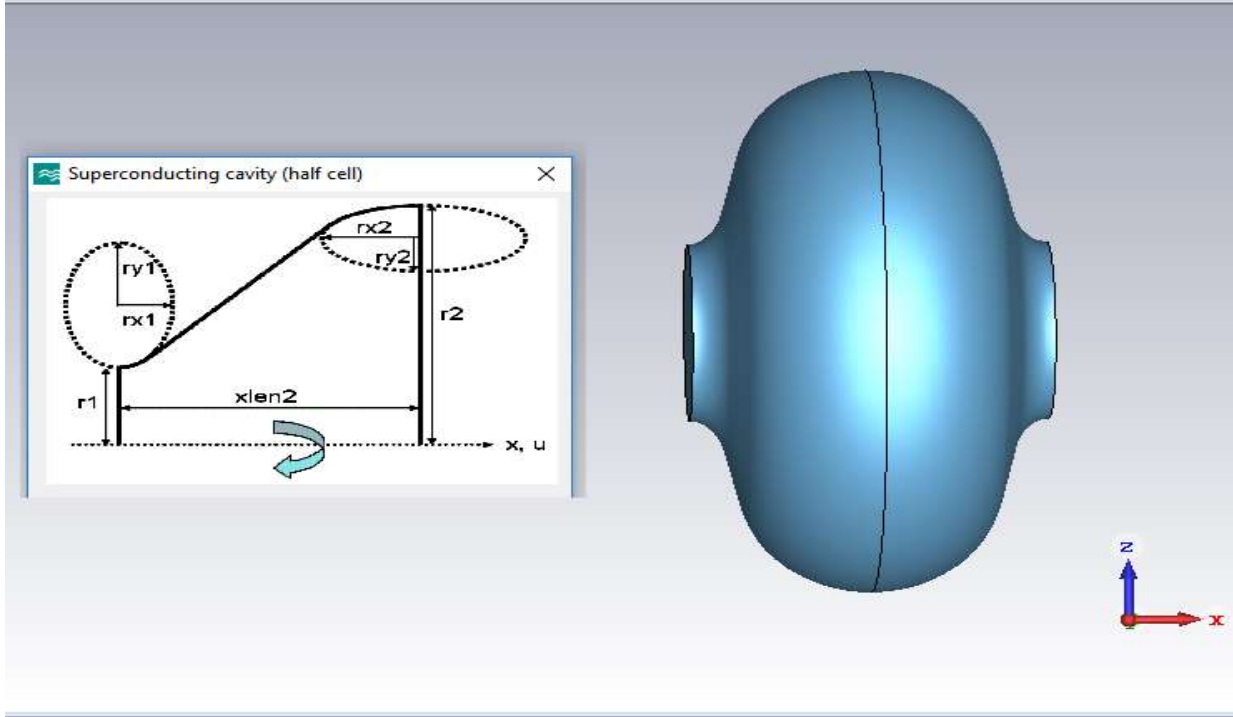 Superconducting cavity (half cell)
rx2
ry1
ry2
rx1
r2
r1
xlen2
x, u
z
x